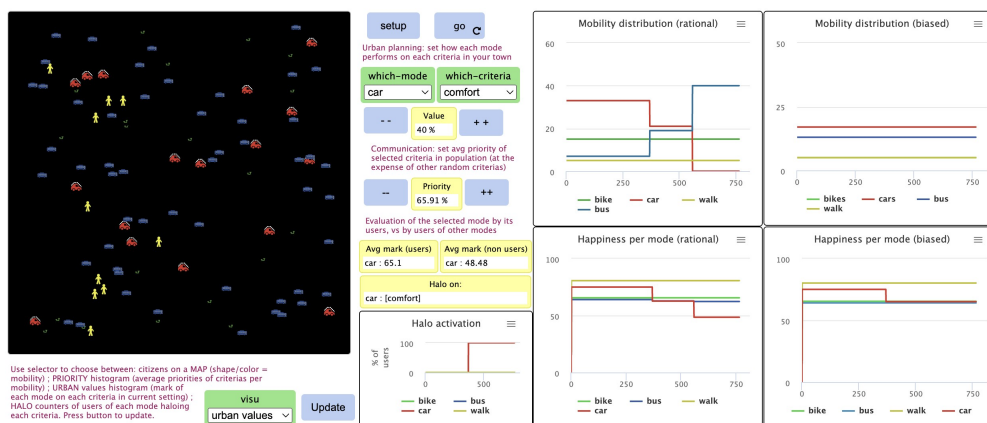 setup
go
Urban planning: set how each mode
performs on each criteria in your town
which-mode
car
which-criteria
comfort
- -
Value
40 %
+ +
Communication: set avg priority of
selected criteria in population (at the
expense of other random criterias)
--
Priority
65.91 %
++
Evaluation of the selected mode by its
users, vs by users of other modes
Avg mark (users)
car : 65.1
Avg mark (non users)
car : 48.48
Halo on:
car : [comfort]
Halo activation
% of
users
100
0
0
500
bike
bus
car
walk
Use selector to choose between: citizens on a MAP (shape/color =
mobility) ; PRIORITY histogram (average priorities of criterias per
mobility) ; URBAN values histogram (mark of
each mode on each criteria in current setting) ;
HALO counters of users of each mode haloing
each criteria. Press button to update.
visu
urban values
Update
Mobility distribution (rational)
60
40
20
0
0
250
500
750
bike
car
walk
bus
Mobility distribution (biased)
50
25
0
0
250
500
750
bikes
cars
bus
walk
Happiness per mode (rational)
100
50
0
0
250
500
750
bike
bus
walk
car
Happiness per mode (biased)
100
50
0
0
250
500
750
bike
bus
walk
car